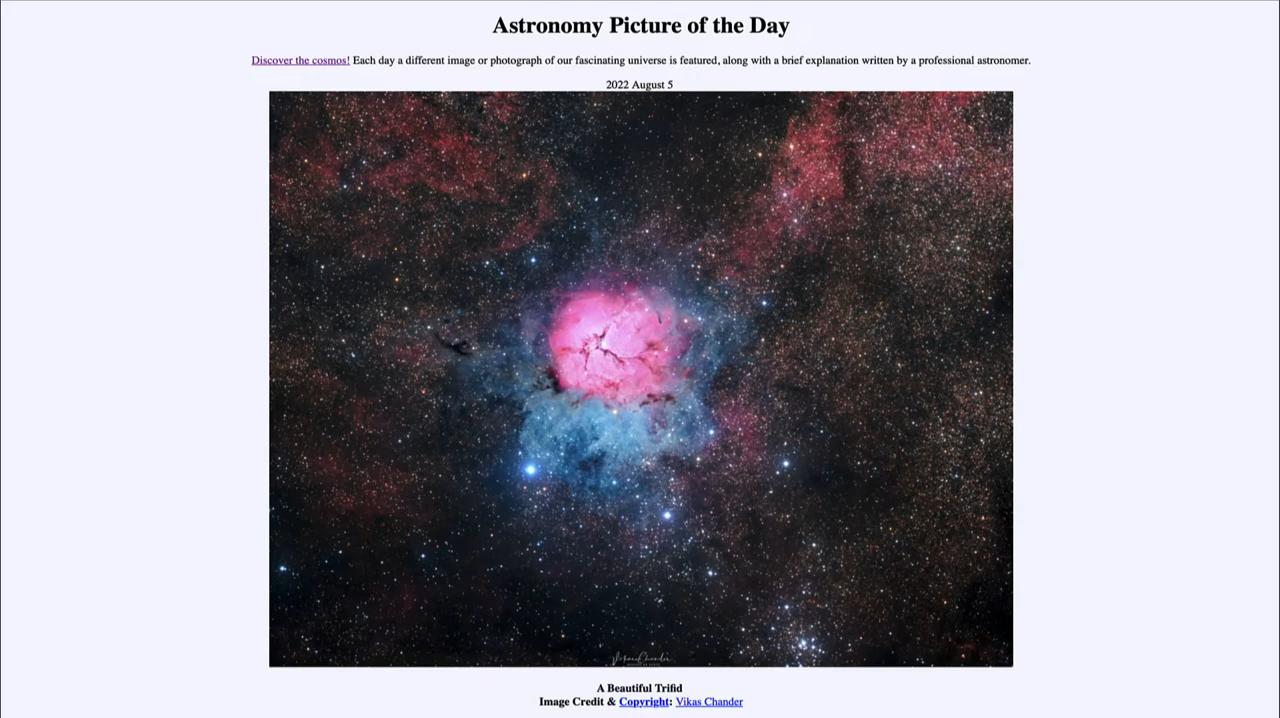 Astronomy Picture of the Day
Discover the cosmos! Each day a different image or photograph of our fascinating universe is featured, along with a brief explanation written by a professional astronomer.
2022 August 5
Vikas Chander
A Beautiful Trifid
Image Credit & Copyright: Vikas Chander